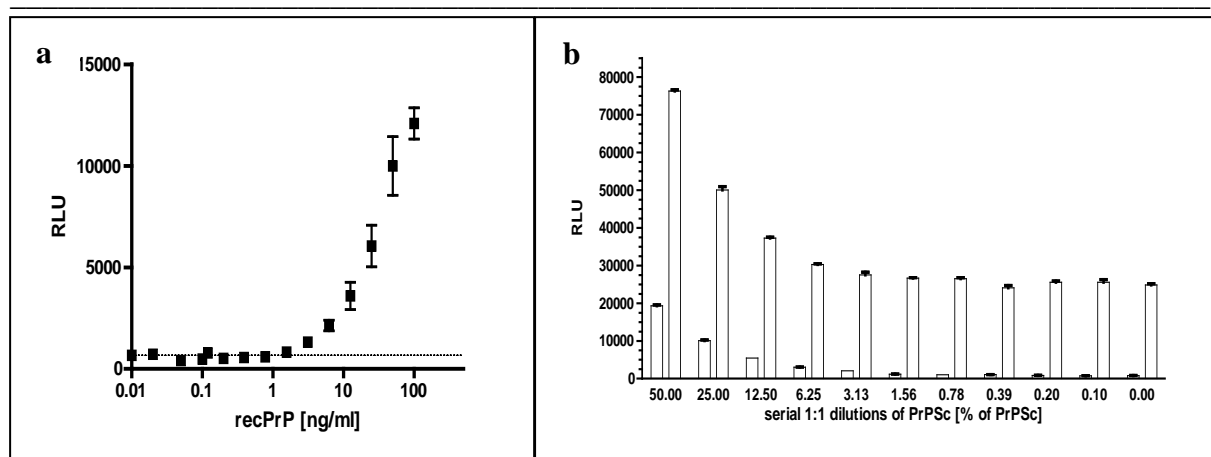 a
15000
10000
5000
0
RLU
0.01 0.1 1 10 100
recPrP [ng/ml]
b
80000
70000
60000
50000
40000
30000
20000
10000
0
RLU
50.00 25.00 12.50 6.25 3.13 1.56 0.78 0.39 0.20 0.10 0.00
serial 1:1 dilutions of PrPSc [% of PrPSc]